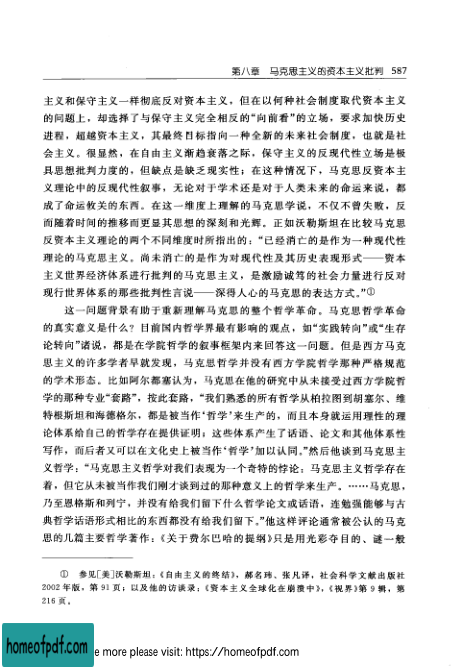 第八章 马克思主义的资本主义批判 587
主义和保守主义一样彻底反对资本主义，但在以何种社会制度取代资本主义
的问题上，却选择了与保守主义完全相反的“向前看”的立场，要求加快历史
进程，超越资本主义，其最终目标指向一种全新的未来社会制度，也就是社
会主义。很显然，在自由主义渐趋衰落之际，保守主义的反现代性立场是极
具思想批判力度的，但缺点是缺乏现实性；在这种情况下，马克思反资本主
义理论中的反现代性叙事，无论对于学术还是对于人类未来的命运来说，都
成了命运攸关的东西。在这一维度上理解的马克思学说，不仅不曾失败，反
而随着时间的推移而更显其思想的深刻和光辉。正如沃勒斯坦在比较马克思
反资本主义理论的两个不同维度时所指出的：“已经消亡的是作为一种现代性
理论的马克思主义。尚未消亡的是作为对现代性及其历史表现形式——资本
主义世界经济体系进行批判的马克思主义，是激励诚笃的社会力量进行反对
现行世界体系的那些批判性言说——深得人心的马克思的表达方式。”①
这一问题背景有助于重新理解马克思的整个哲学革命。马克思哲学革命
的真实意义是什么？目前国内哲学界最有影响的观点，如“实践转向”或“生存
论转向”诸说，都是在学院哲学的叙事框架内来回答这一问题。但是西方马克
思主义的许多学者早就发现，马克思哲学并没有西方学院哲学那种严格规范
的学术形态。比如阿尔都塞认为，马克思在他的研究中从未接受过西方学院哲
学的那种专业“套路”，按此套路，“我们熟悉的所有哲学从柏拉图到胡塞尔、维
特根斯坦和海德格尔，都是被当作‘哲学’来生产的，而且本身就运用理性的理
论体系给自己的哲学存在提供证明；这些体系产生了话语、论文和其他体系性
写作，而后者又可以在文化史上被当作‘哲学’加以认同。”然后他谈到马克思主
义哲学：“马克思主义哲学对我们表现为一个奇特的悖论：马克思主义哲学存在
着，但它从未被当作我们刚才谈到过的那种意义上的哲学来生产。……马克思，
乃至恩格斯和列宁，并没有给我们留下什么哲学论文或话语，连勉强能够与古
典哲学话语形式相比的东西都没有给我们留下。”他这样评论通常被公认的马克
思的几篇主要哲学著作：《关于费尔巴哈的提纲》只是用光彩夺目的、谜一般
① 参见[美]沃勒斯坦：《自由主义的终结》，郝名玮、张凡译，社会科学文献出版社
2002 年版，第 91 页；以及他的访谈录：《资本主义全球化在崩溃中》，《视界》第 9 辑，第
216 页。
homeofpdf.com
e more please visit: https://homeofpdf.com